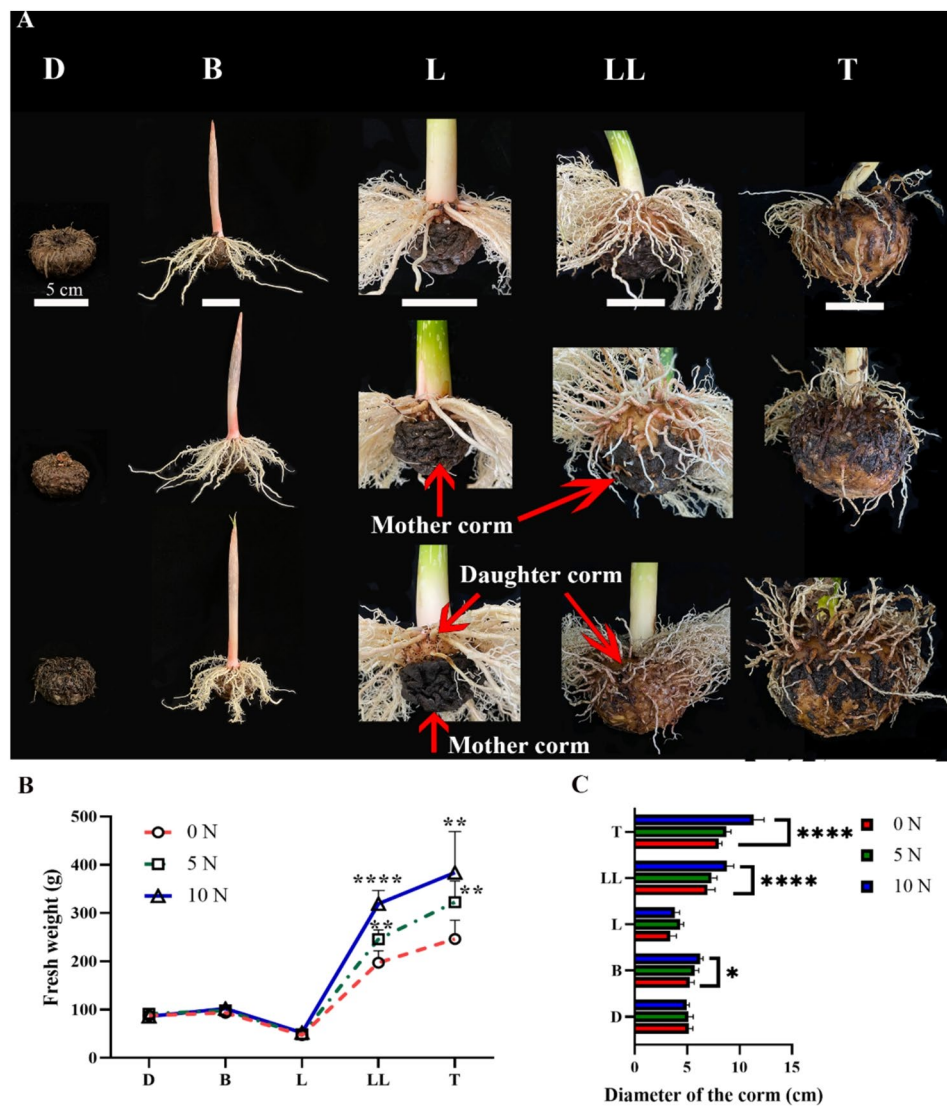 A
D B L LL T
5 cm
Mother corm
Daughter corm
Mother corm
B
500
400
300
200
100
0
Fresh weight (g)
0 N
5 N
10 N
**
****
**
**
D B L LL T
C
T
LL
L
B
D
****
****
*
0 N
5 N
10 N
0 5 10 15
Diameter of the corm (cm)